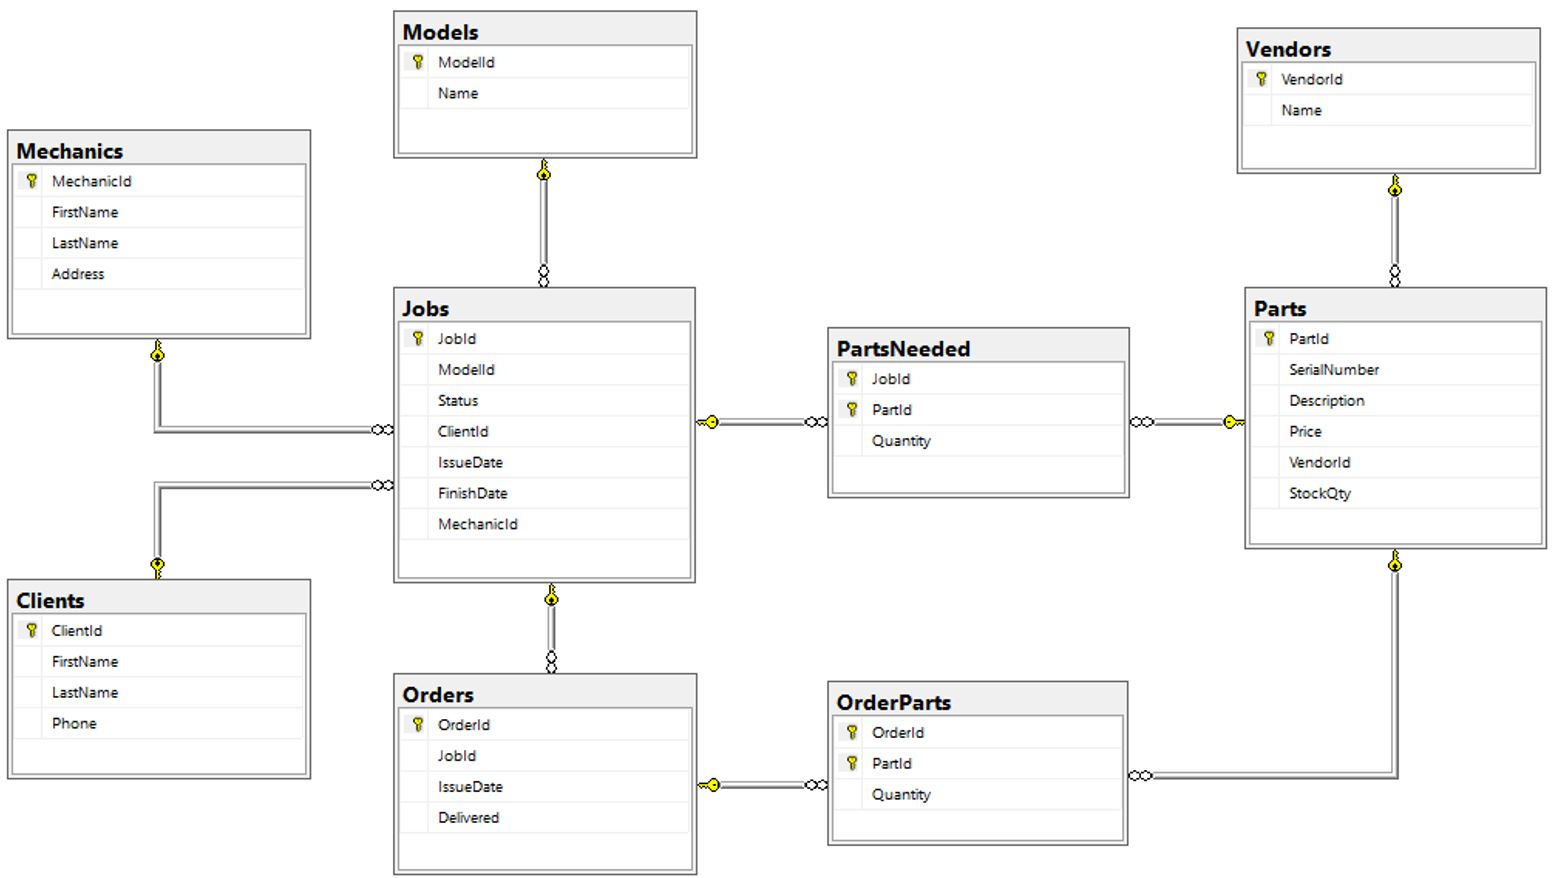 Models
ModelId
Name
Vendors
VendorId
Name
Mechanics
MechanicId
FirstName
LastName
Address
Jobs
JobId
ModelId
Status
ClientId
IssueDate
FinishDate
MechanicId
PartsNeeded
JobId
PartId
Quantity
Parts
PartId
SerialNumber
Description
Price
VendorId
StockQty
Clients
ClientId
FirstName
LastName
Phone
Orders
OrderId
JobId
IssueDate
Delivered
OrderParts
OrderId
PartId
Quantity